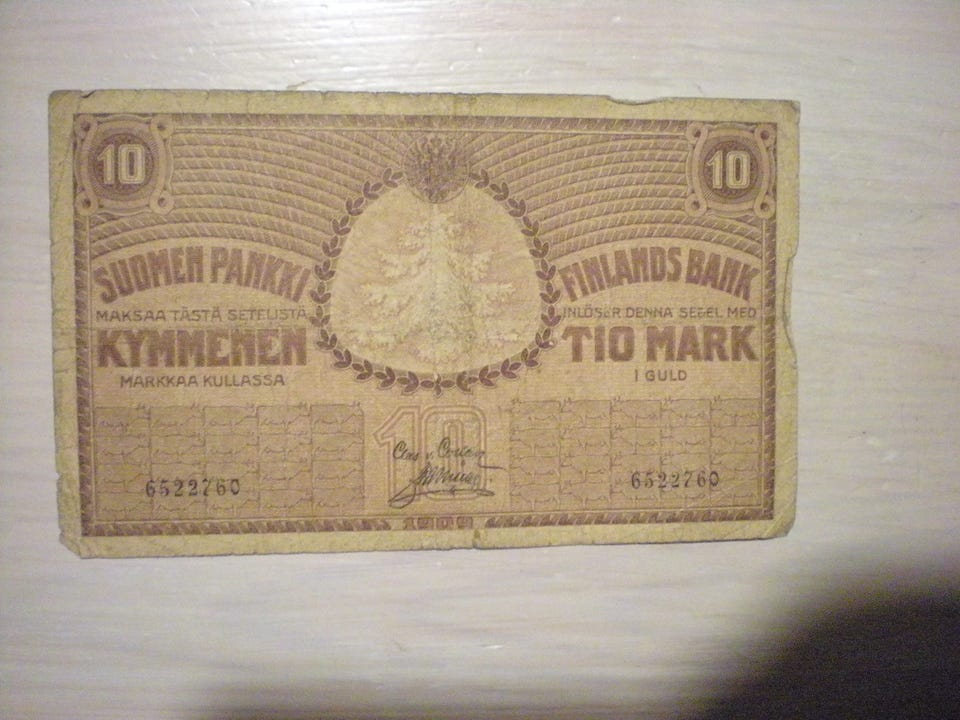 10
10
SUOMEN PANKKI
MAKSAA TÄSTÄ SETELISTÄ
KYMMENEN
MARKKAA KULLASSA
FINLANDS BANK
INLÖSER DENNA SEDEL MED
TIO MARK
I GULD
10
6522760
6522760
1909